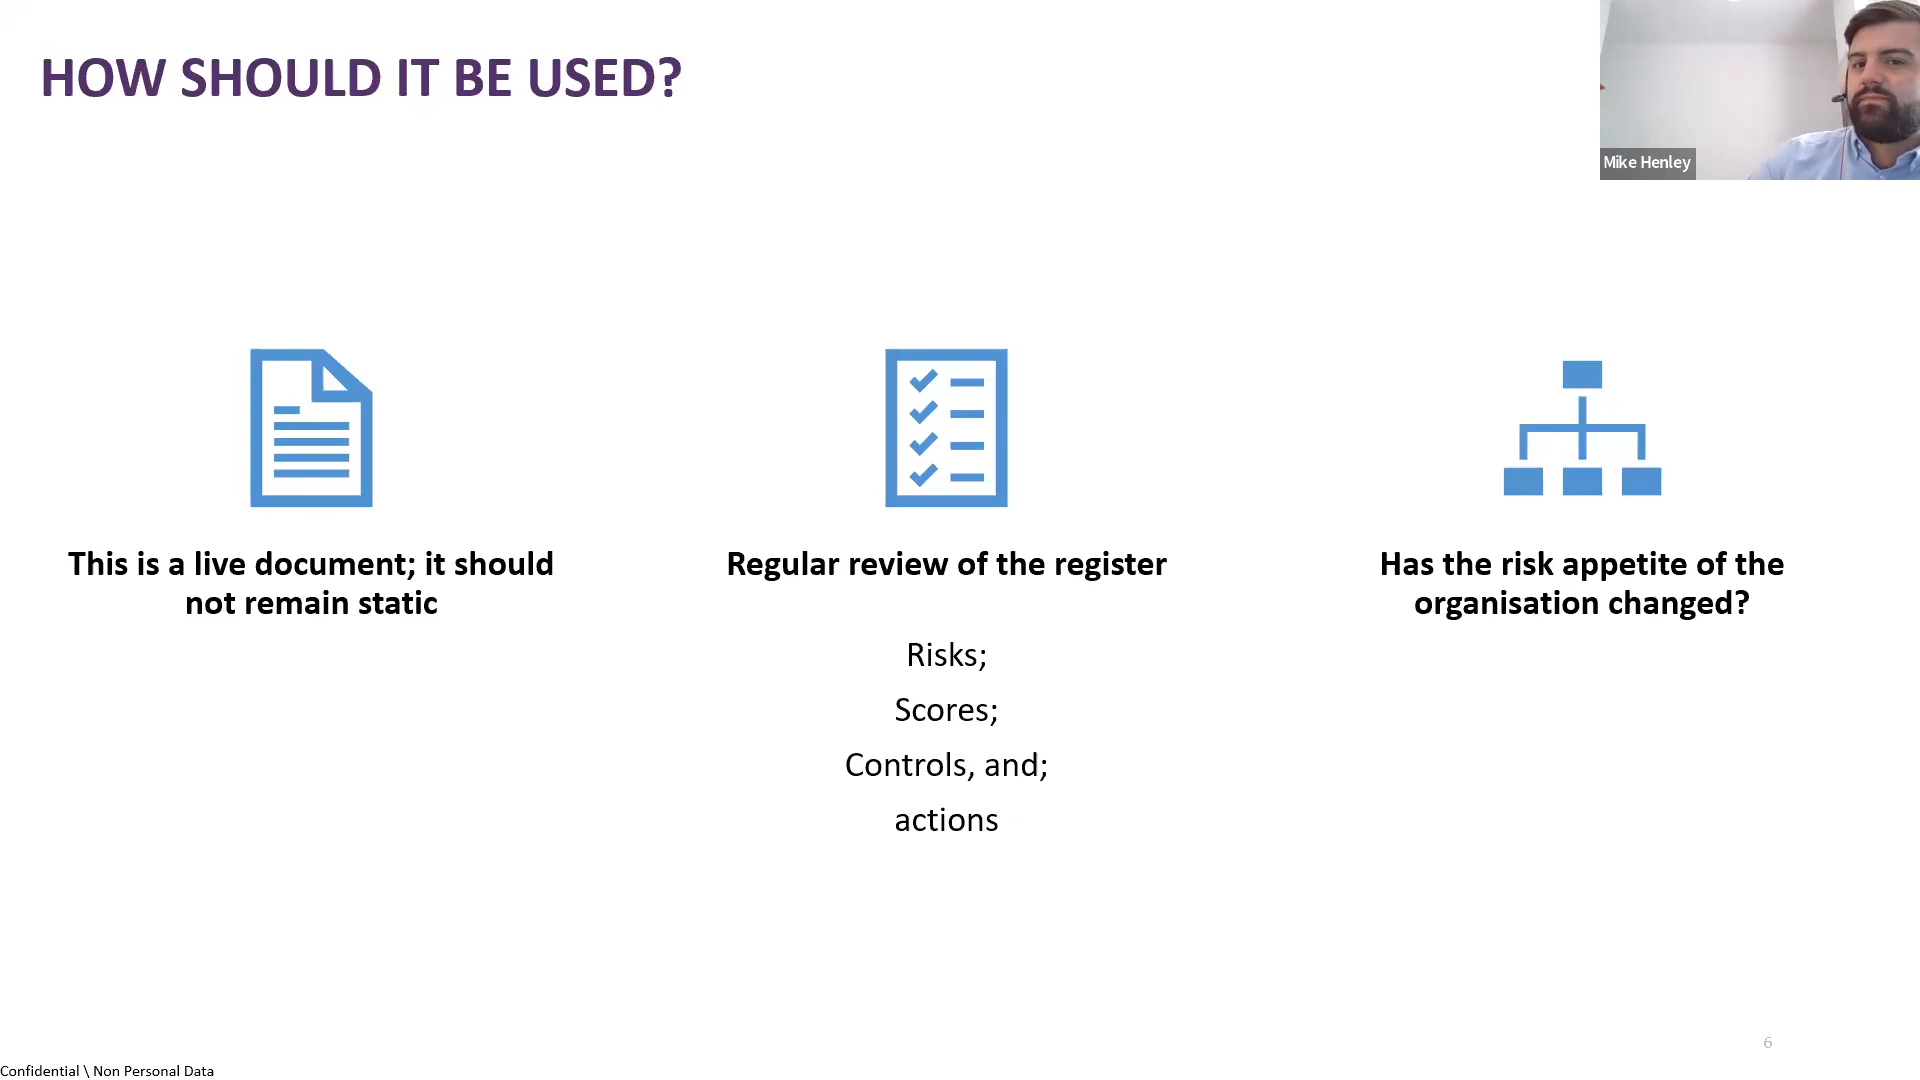 HOW SHOULD IT BE USED?
Mike Henley
This is a live document; it should
not remain static
Regular review of the register
Risks;
Scores;
Controls, and;
actions
Has the risk appetite of the
organisation changed?
6
Confidential \ Non Personal Data